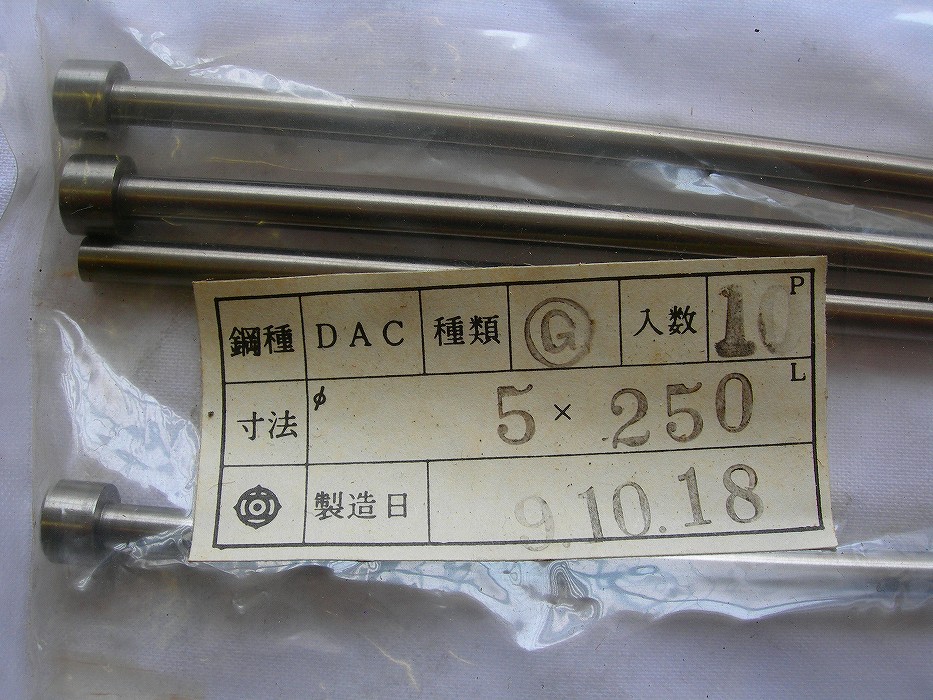 鋼種 DAC 種類 G 入数 10 P
寸法 φ 5 × 250 L
製造日 9.10.18